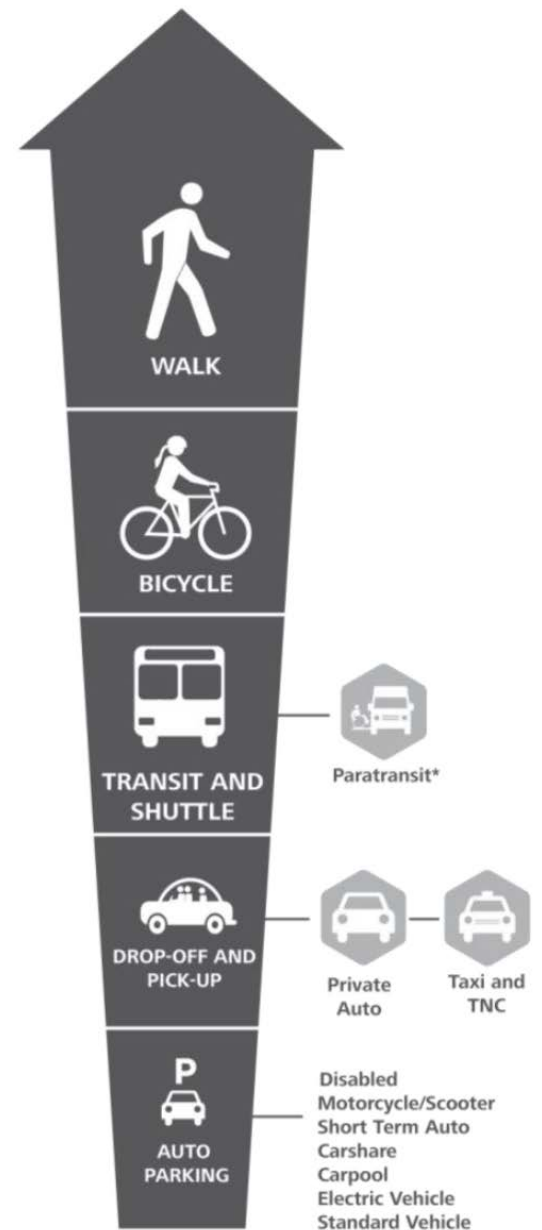 WALK
BICYCLE
TRANSIT AND
SHUTTLE
Paratransit*
DROP-OFF AND
PICK-UP
Private
Auto
Taxi and
TNC
P
AUTO
PARKING
Disabled
Motorcycle/Scooter
Short Term Auto
Carshare
Carpool
Electric Vehicle
Standard Vehicle